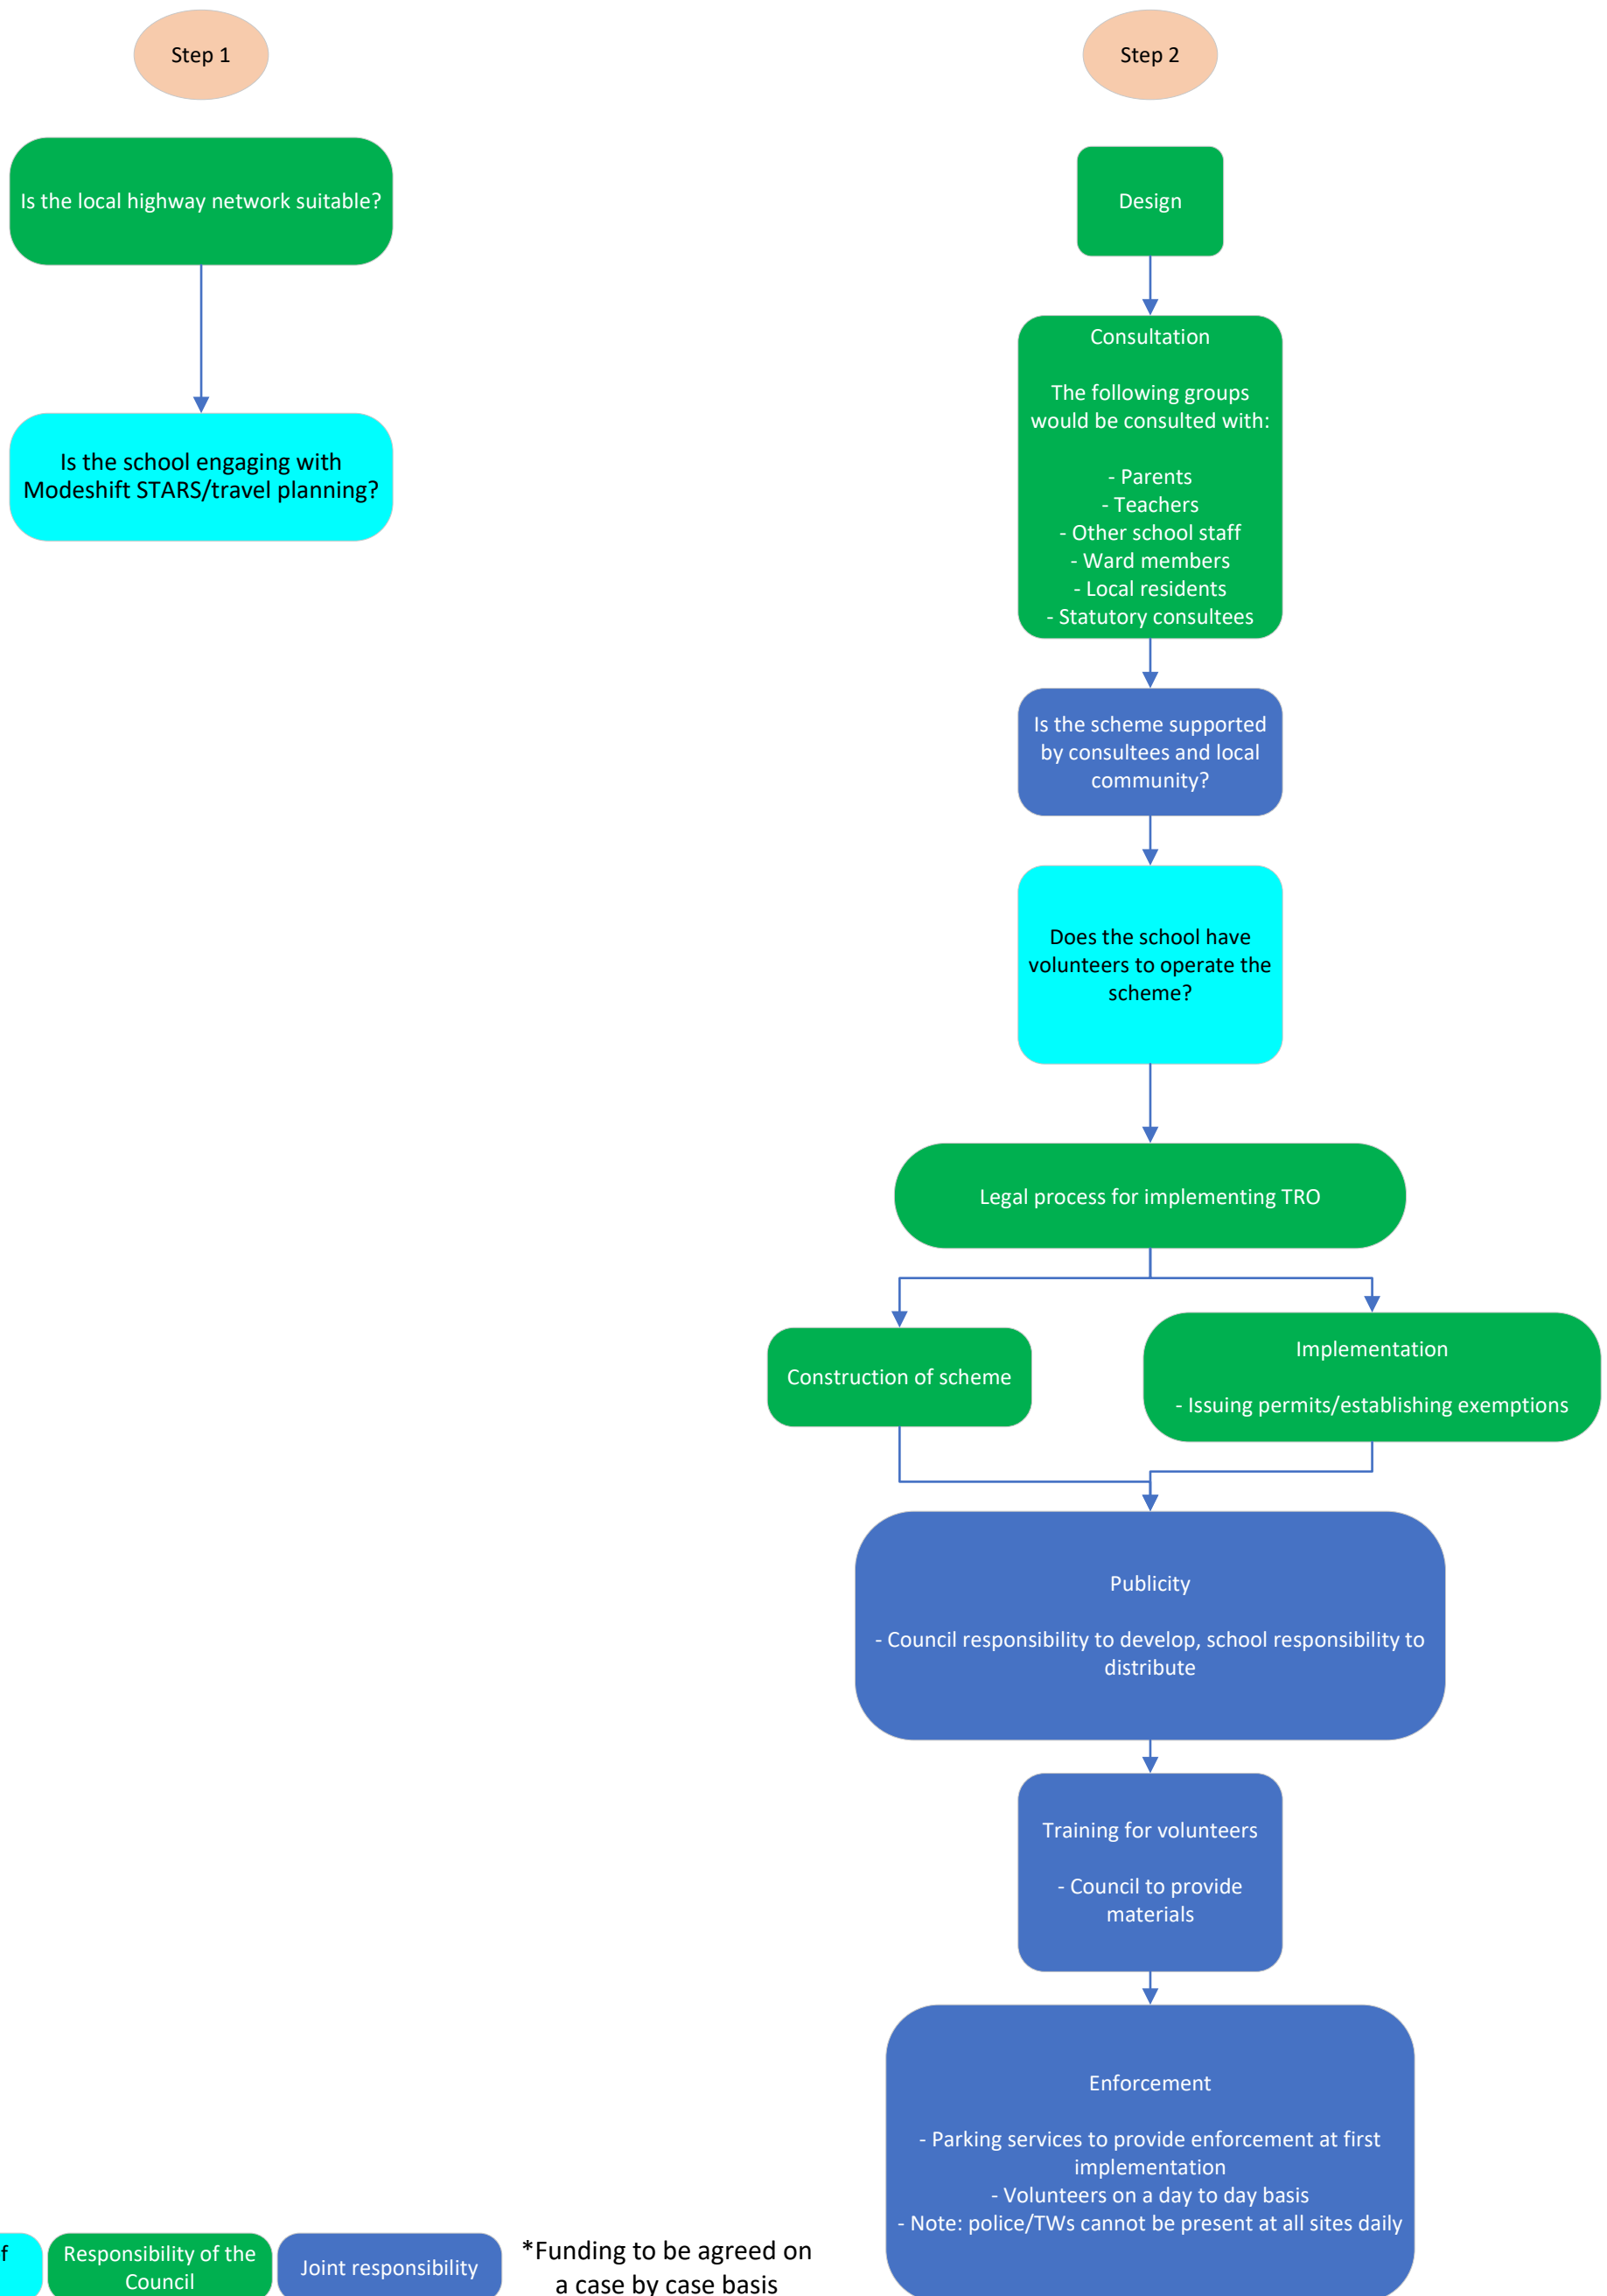 Step 1
Is the local highway network suitable?
Is the school engaging with
Modeshift STARS/travel planning?
Step 2
Design
Consultation
The following groups
would be consulted with:
- Parents
- Teachers
- Other school staff
- Ward members
- Local residents
- Statutory consultees
Is the scheme supported
by consultees and local
community?
Does the school have
volunteers to operate the
scheme?
Legal process for implementing TRO
Construction of scheme
Implementation
- Issuing permits/establishing exemptions
Publicity
- Council responsibility to develop, school responsibility to
distribute
Training for volunteers
- Council to provide
materials
Enforcement
- Parking services to provide enforcement at first
implementation
- Volunteers on a day to day basis
- Note: police/TWs cannot be present at all sites daily
f
Responsibility of the
Council
Joint responsibility
*Funding to be agreed on
a case by case basis